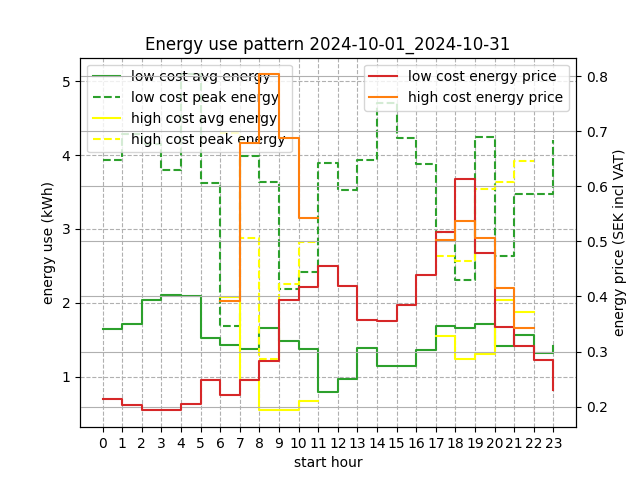 Energy use pattern 2024-10-01_2024-10-31
low cost avg energy
low cost peak energy
high cost avg energy
high cost peak energy
low cost energy price
high cost energy price
5
4
3
2
1
energy use (kWh)
0.8
0.7
0.6
0.5
0.4
0.3
0.2
energy price (SEK incl VAT)
0 1 2 3 4 5 6 7 8 9 10 11 12 13 14 15 16 17 18 19 20 21 22 23
start hour